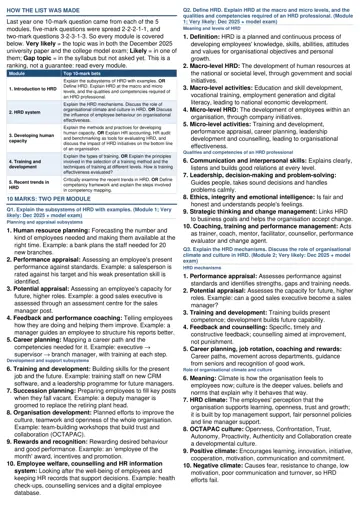 HOW THE LIST WAS MADE
Last year one 10-mark question came from each of the 5
modules, five-mark questions were spread 2-2-2-1-1, and
two-mark questions 3-2-3-1-3. So every module is covered
below. Very likely = the topic was in both the December 2025
university paper and the college model exam; Likely = in one of
them; Gap topic = in the syllabus but not asked yet. This is a
ranking, not a guarantee: read every module.
Module Top 10-mark bets
1. Introduction to HRD
Explain the subsystems of HRD with examples. OR
Define HRD. Explain HRD at the macro and micro
levels, and the qualities and competencies required of
an HRD professional.
2. HRD system
Explain the HRD mechanisms. Discuss the role of
organisational climate and culture in HRD. OR Discuss
the influence of employee behaviour on organisational
effectiveness.
3. Developing human capacity
Explain the methods and practices for developing
human capacity. OR Explain HR accounting, HR audit
and benchmarking as tools for evaluating HRD, and
discuss the impact of HRD initiatives on the bottom line
of an organisation.
4. Training and development
Explain the types of training. OR Explain the principles
involved in the selection of a training method and the
techniques of training at different levels. How is training
effectiveness evaluated?
5. Recent trends in HRD
Critically examine the recent trends in HRD. OR Define
competency framework and explain the steps involved
in competency mapping.
10 MARKS: TWO PER MODULE
Q1. Explain the subsystems of HRD with examples. (Module 1; Very
likely: Dec 2025 + model exam)
Planning and appraisal subsystems
1. Human resource planning: Forecasting the number and
kind of employees needed and making them available at the
right time. Example: a bank plans the staff needed for 20
new branches.
2. Performance appraisal: Assessing an employee's present
performance against standards. Example: a salesperson is
rated against his target and his weak presentation skill is
identified.
3. Potential appraisal: Assessing an employee's capacity for
future, higher roles. Example: a good sales executive is
assessed through an assessment centre for the sales
manager post.
4. Feedback and performance coaching: Telling employees
how they are doing and helping them improve. Example: a
manager guides an employee to structure his reports better.
5. Career planning: Mapping a career path and the
competencies needed for it. Example: executive →
supervisor → branch manager, with training at each step.
Development and support subsystems
6. Training and development: Building skills for the present
job and the future. Example: training staff on new CRM
software, and a leadership programme for future managers.
7. Succession planning: Preparing employees to fill key posts
when they fall vacant. Example: a deputy manager is
groomed to replace the retiring plant head.
8. Organisation development: Planned efforts to improve the
culture, teamwork and openness of the whole organisation.
Example: team-building workshops that build trust and
collaboration (OCTAPAC).
9. Rewards and recognition: Rewarding desired behaviour
and good performance. Example: an 'employee of the
month' award, incentives and promotion.
10. Employee welfare, counselling and HR information
system: Looking after the well-being of employees and
keeping HR records that support decisions. Example: health
check-ups, counselling services and a digital employee
database.
Q2. Define HRD. Explain HRD at the macro and micro levels, and the
qualities and competencies required of an HRD professional. (Module
1; Very likely: Dec 2025 + model exam)
Meaning and levels of HRD
1. Definition: HRD is a planned and continuous process of
developing employees' knowledge, skills, abilities, attitudes
and values for organisational objectives and personal
growth.
2. Macro-level HRD: The development of human resources at
the national or societal level, through government and social
initiatives.
3. Macro-level activities: Education and skill development,
vocational training, employment generation and digital
literacy, leading to national economic development.
4. Micro-level HRD: The development of employees within an
organisation, through company initiatives.
5. Micro-level activities: Training and development,
performance appraisal, career planning, leadership
development and counselling, leading to organisational
effectiveness.
Qualities and competencies of an HRD professional
6. Communication and interpersonal skills: Explains clearly,
listens and builds good relations at every level.
7. Leadership, decision-making and problem-solving:
Guides people, takes sound decisions and handles
problems calmly.
8. Ethics, integrity and emotional intelligence: Is fair and
honest and understands people's feelings.
9. Strategic thinking and change management: Links HRD
to business goals and helps the organisation accept change.
10. Coaching, training and performance management: Acts
as trainer, coach, mentor, facilitator, counsellor, performance
evaluator and change agent.
Q3. Explain the HRD mechanisms. Discuss the role of organisational
climate and culture in HRD. (Module 2; Very likely: Dec 2025 + model
exam)
HRD mechanisms
1. Performance appraisal: Assesses performance against
standards and identifies strengths, gaps and training needs.
2. Potential appraisal: Assesses the capacity for future, higher
roles. Example: can a good sales executive become a sales
manager?
3. Training and development: Training builds present
competence; development builds future capability.
4. Feedback and counselling: Specific, timely and
constructive feedback; counselling aimed at improvement,
not punishment.
5. Career planning, job rotation, coaching and rewards:
Career paths, movement across departments, guidance
from seniors and recognition of good work.
Role of organisational climate and culture
6. Meaning: Climate is how the organisation feels to
employees now; culture is the deeper values, beliefs and
norms that explain why it behaves that way.
7. HRD climate: The employees' perception that the
organisation supports learning, openness, trust and growth;
it is built by top management support, fair personnel policies
and line manager support.
8. OCTAPAC culture: Openness, Confrontation, Trust,
Autonomy, Proactivity, Authenticity and Collaboration create
a developmental culture.
9. Positive climate: Encourages learning, innovation, initiative,
cooperation, motivation, communication and commitment.
10. Negative climate: Causes fear, resistance to change, low
motivation, poor communication and turnover, so HRD
efforts fail.